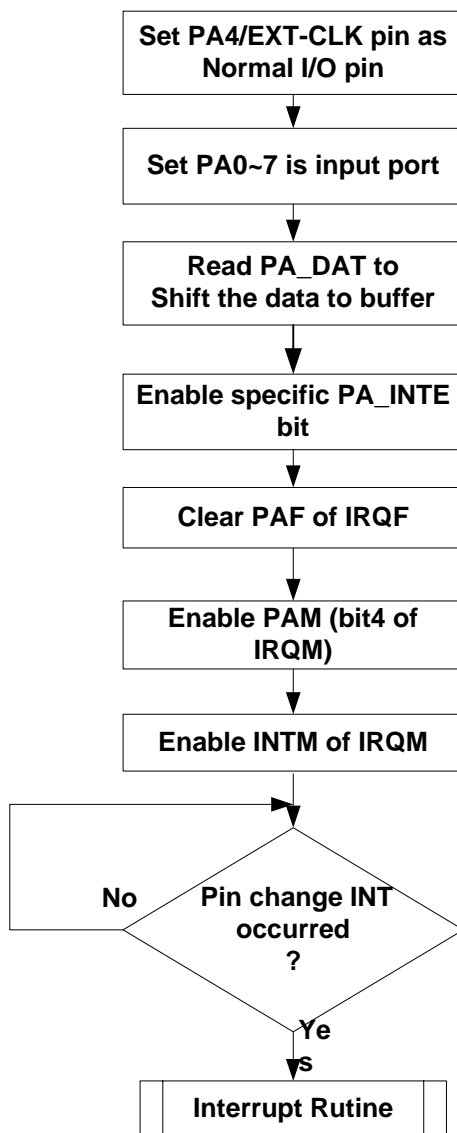 Set PA4/EXT-CLK pin as
Normal I/O pin
Set PA0~7 is input port
Read PA_DAT to
Shift the data to buffer
Enable specific PA_INTE
bit
Clear PAF of IRQF
Enable PAM (bit4 of
IRQM)
Enable INTM of IRQM
No
Pin change INT
occurred
?
Ye
s
Interrupt Rutine